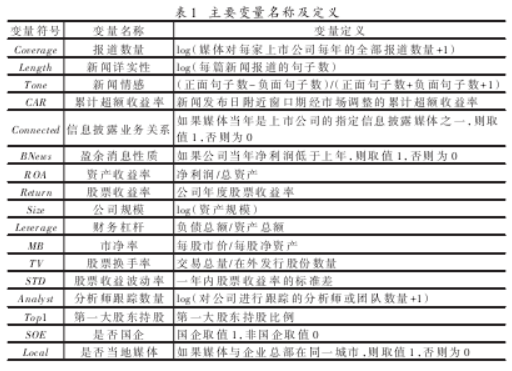 表1 主要变量名称及定义
变量符号 变量名称 变量定义
Coverage 报道数量 log(媒体对每家上市公司每年的全部报道数量+1)
Length 新闻详实性 log(每篇新闻报道的句子数)
Tone 新闻情感 (正面句子数-负面句子数)/(正面句子数+负面句子数+1)
CAR 累计超额收益率 新闻发布日附近窗口期经市场调整的累计超额收益率
Connected 信息披露业务关系 如果媒体当年是上市公司的指定信息披露媒体之一,则取
值1,否则为0
BNews 盈余消息性质 如果公司当年净利润低于上年,则取值1,否则为0
ROA 资产收益率 净利润/总资产
Return 股票收益率 公司年度股票收益率
Size 公司规模 log(资产规模)
Leverage 财务杠杆 负债总额/资产总额
MB 市净率 每股市价/每股净资产
TV 股票换手率 交易总量/在外发行股份数量
STD 股票收益波动率 一年内股票收益率的标准差
Analyst 分析师跟踪数量 log(对公司进行跟踪的分析师或团队数量+1)
Top1 第一大股东持股 第一大股东持股比例
SOE 是否国企 国企取值1,非国企取值0
Local 是否当地媒体 如果媒体与企业总部在同一城市,则取值1,否则为0